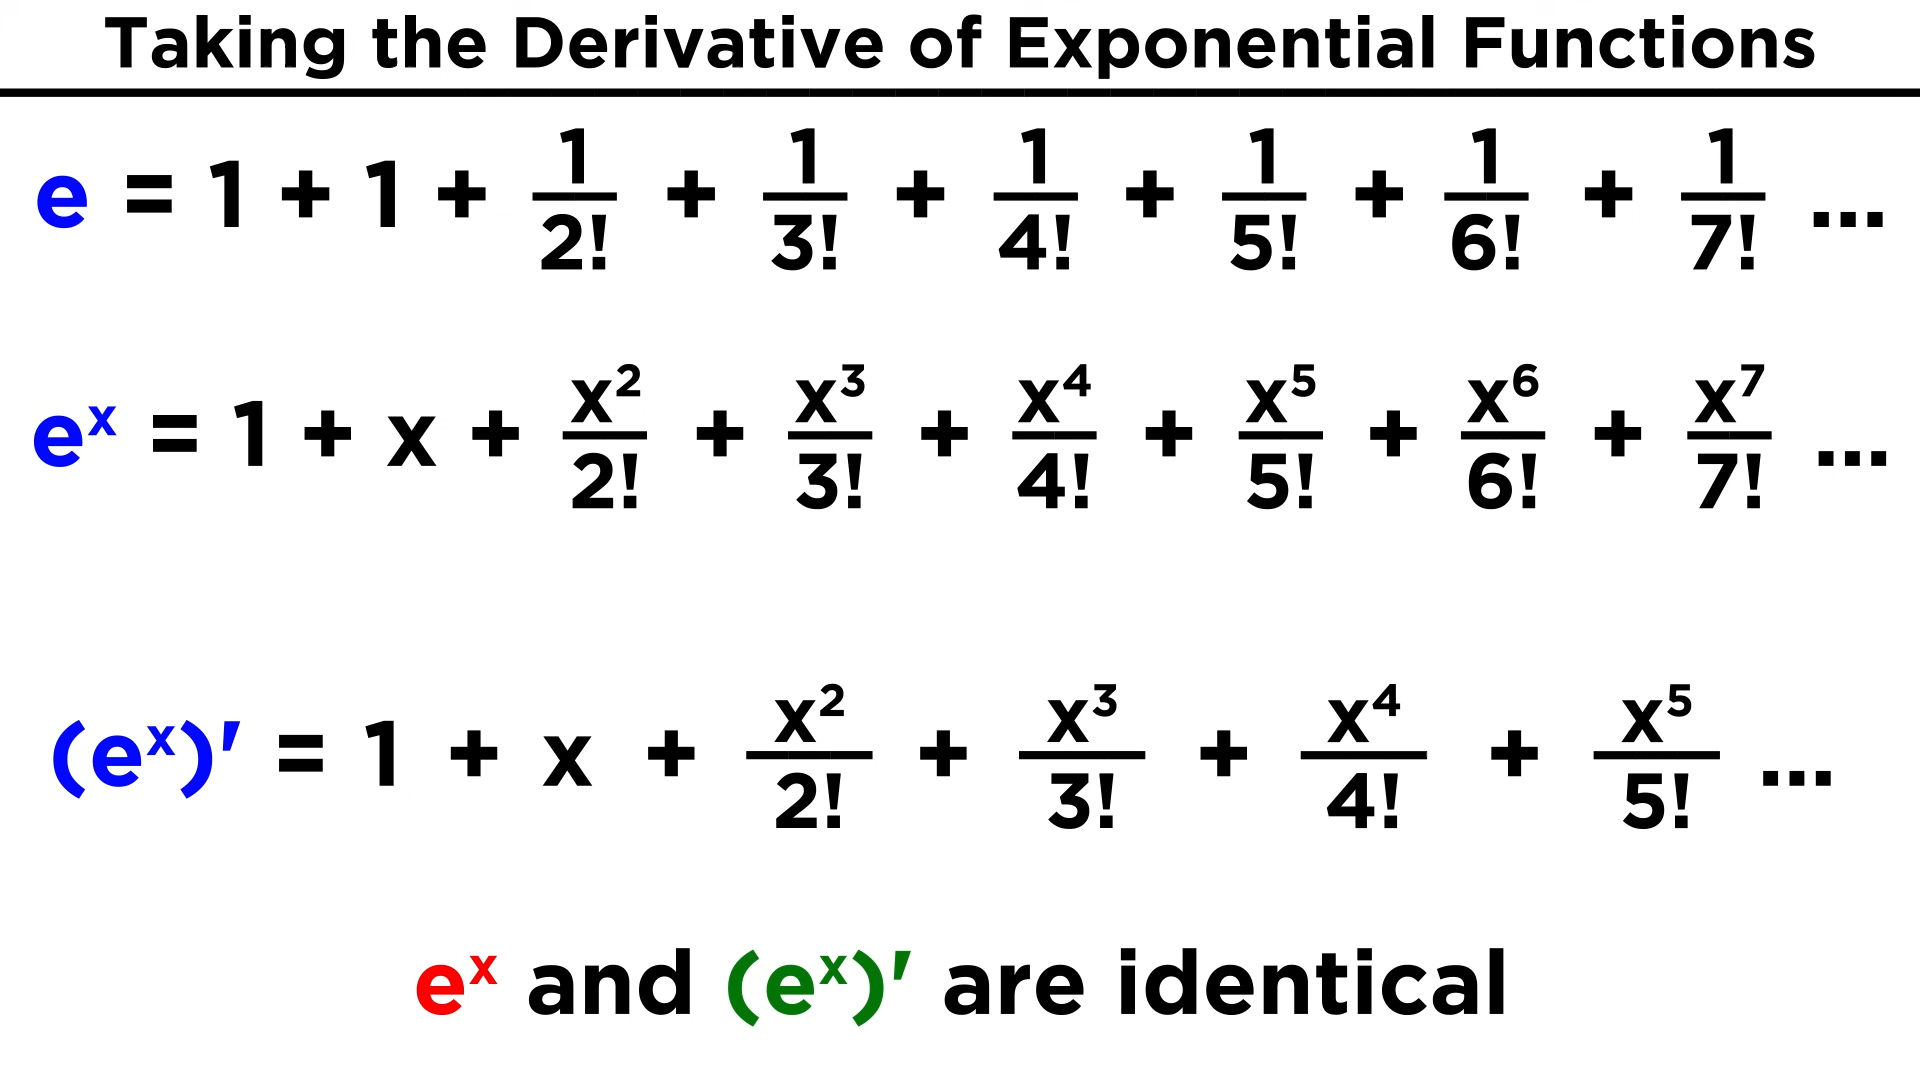 Taking the Derivative of Exponential Functions
e = 1 + 1 + 1/2! + 1/3! + 1/4! + 1/5! + 1/6! + 1/7! ...
eˣ = 1 + x + x²/2! + x³/3! + x⁴/4! + x⁵/5! + x⁶/6! + x⁷/7! ...
(eˣ)' = 1 + x + x²/2! + x³/3! + x⁴/4! + x⁵/5! ...
eˣ and (eˣ)' are identical